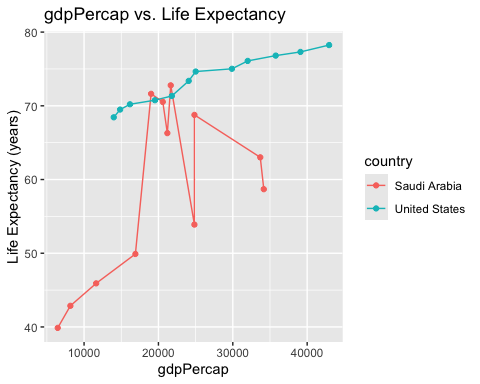 gdpPercap vs. Life Expectancy
80
70
60
50
40
Life Expectancy (years)
10000 20000 30000 40000
gdpPercap
country
Saudi Arabia
United States